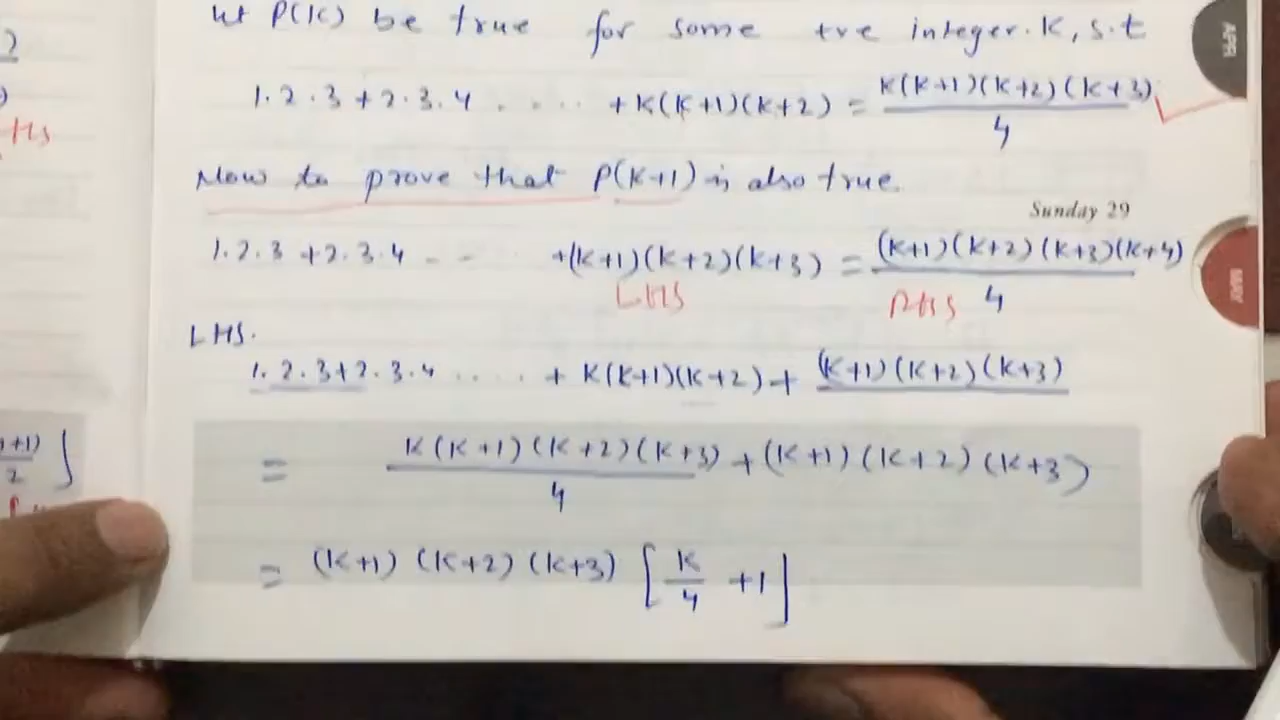 Let P(K) be true for some +ve integer K, s.t
1.2.3 + 2.3.4 ..... + K(K+1)(K+2) = K(K+1)(K+2)(K+3) / 4
Now to prove that P(K+1) is also true.
Sunday 29
1.2.3 + 2.3.4 - - +(K+1)(K+2)(K+3) = (K+1)(K+2)(K+3)(K+4) / 4
LHS RHS
LHS.
1.2.3 + 2.3.4 ..... + K(K+1)(K+2) + (K+1)(K+2)(K+3)
= K(K+1)(K+2)(K+3) / 4 + (K+1)(K+2)(K+3)
= (K+1)(K+2)(K+3) [K/4 + 1]
APR
MAY
2